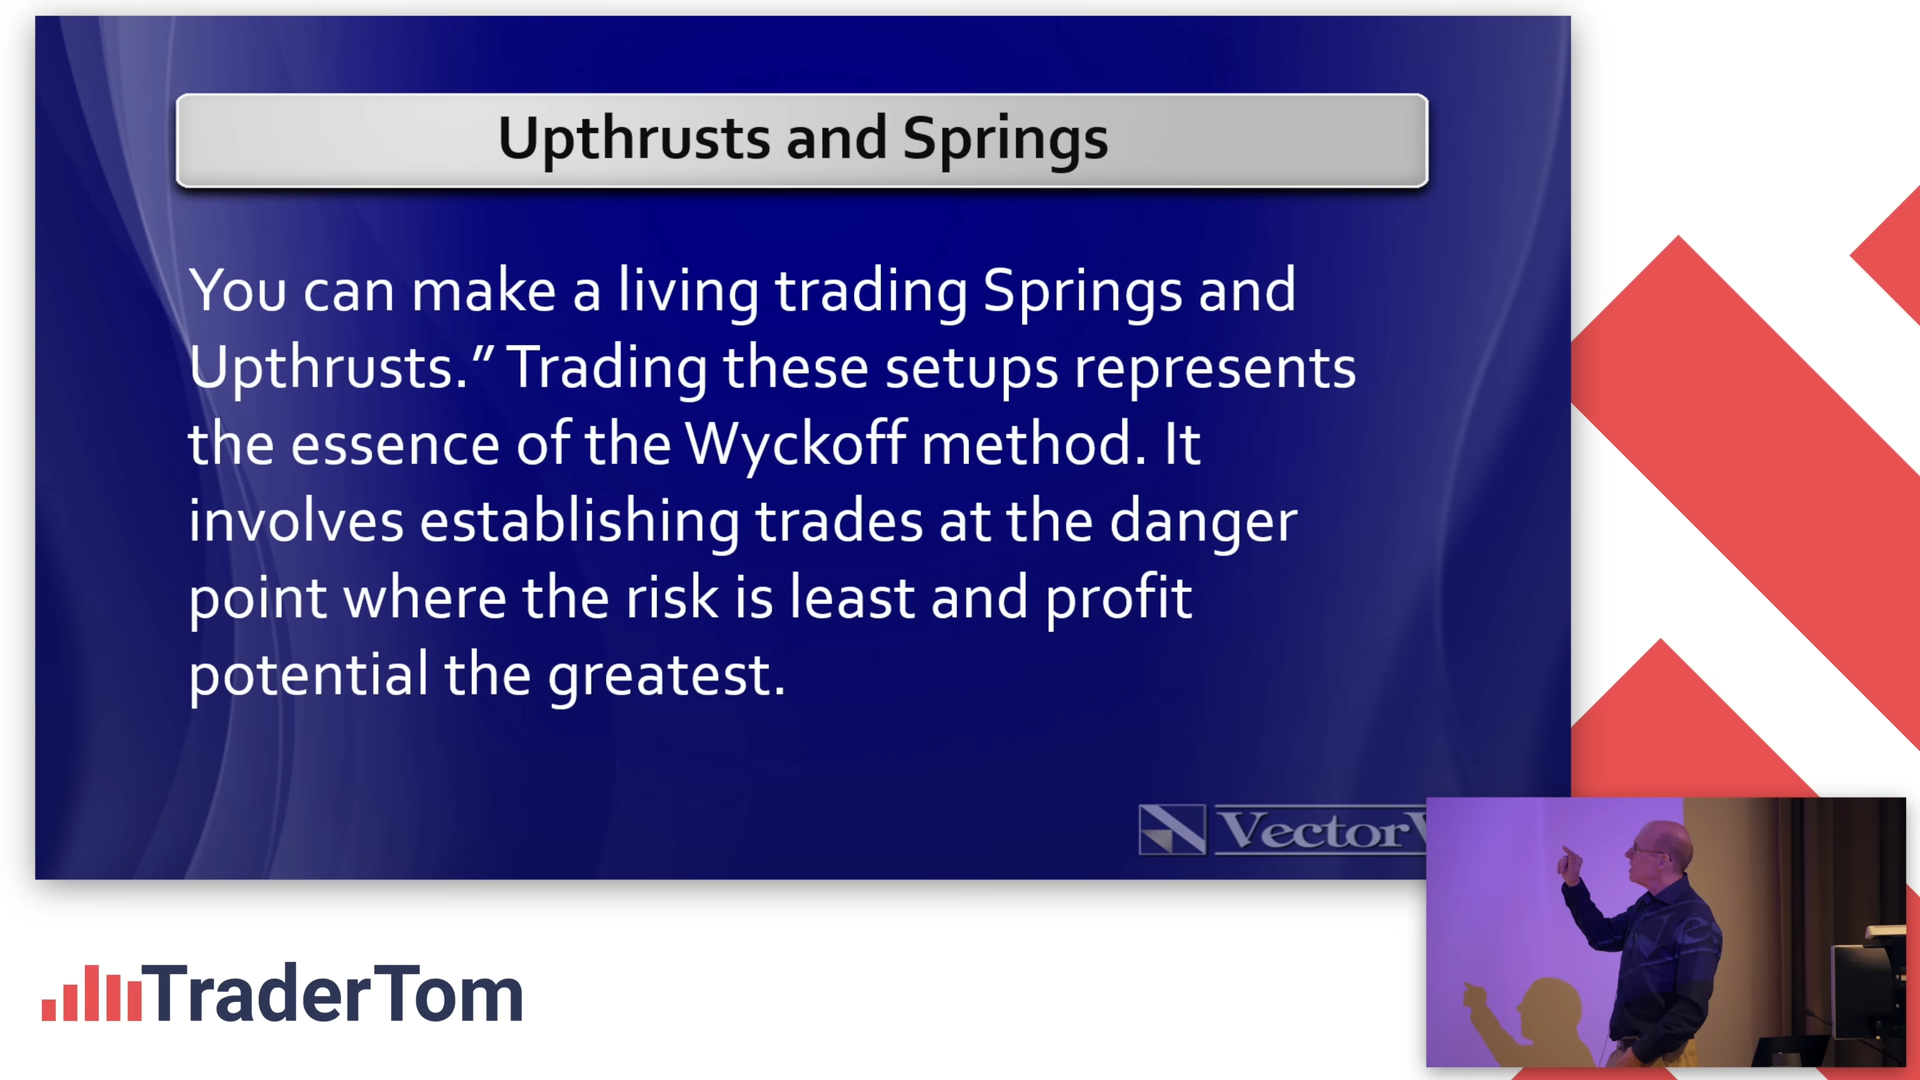 Upthrusts and Springs
You can make a living trading Springs and
Upthrusts.” Trading these setups represents
the essence of the Wyckoff method. It
involves establishing trades at the danger
point where the risk is least and profit
potential the greatest.
Vector
TraderTom